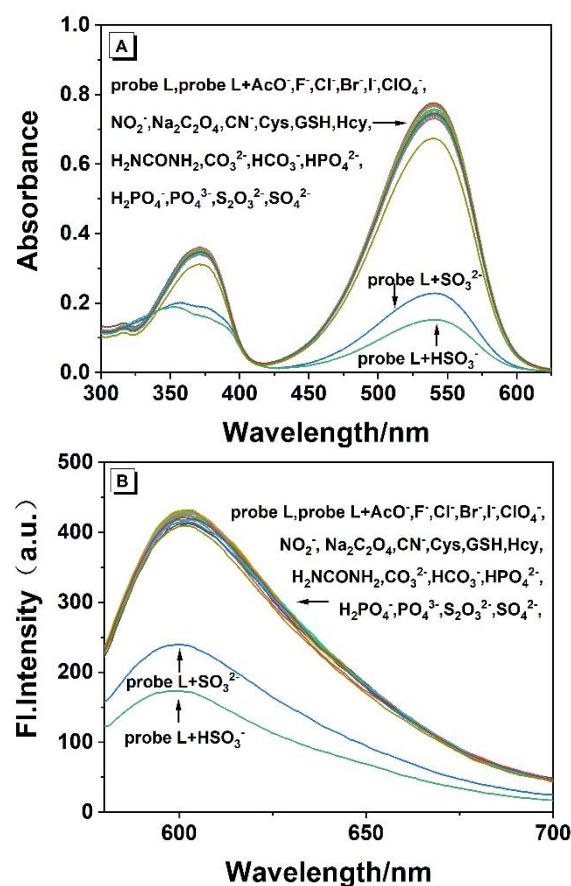 A
probe L,probe L+AcO⁻,F⁻,Cl⁻,Br⁻,I⁻,ClO₄⁻,
NO₂⁻,Na₂C₂O₄,CN⁻,Cys,GSH,Hcy,
H₂NCONH₂,CO₃²⁻,HCO₃⁻,HPO₄²⁻,
H₂PO₄⁻,PO₄³⁻,S₂O₃²⁻,SO₄²⁻
probe L+SO₃²⁻
probe L+HSO₃⁻
Absorbance
1.0
0.8
0.6
0.4
0.2
0.0
300 350 400 450 500 550 600
Wavelength/nm
B
probe L,probe L+AcO⁻,F⁻,Cl⁻,Br⁻,I⁻,ClO₄⁻,
NO₂⁻, Na₂C₂O₄,CN⁻,Cys,GSH,Hcy,
H₂NCONH₂,CO₃²⁻,HCO₃⁻,HPO₄²⁻,
H₂PO₄⁻,PO₄³⁻,S₂O₃²⁻,SO₄²⁻,
probe L+SO₃²⁻
probe L+HSO₃⁻
Fl.Intensity（a.u.）
500
400
300
200
100
0
600 650 700
Wavelength/nm